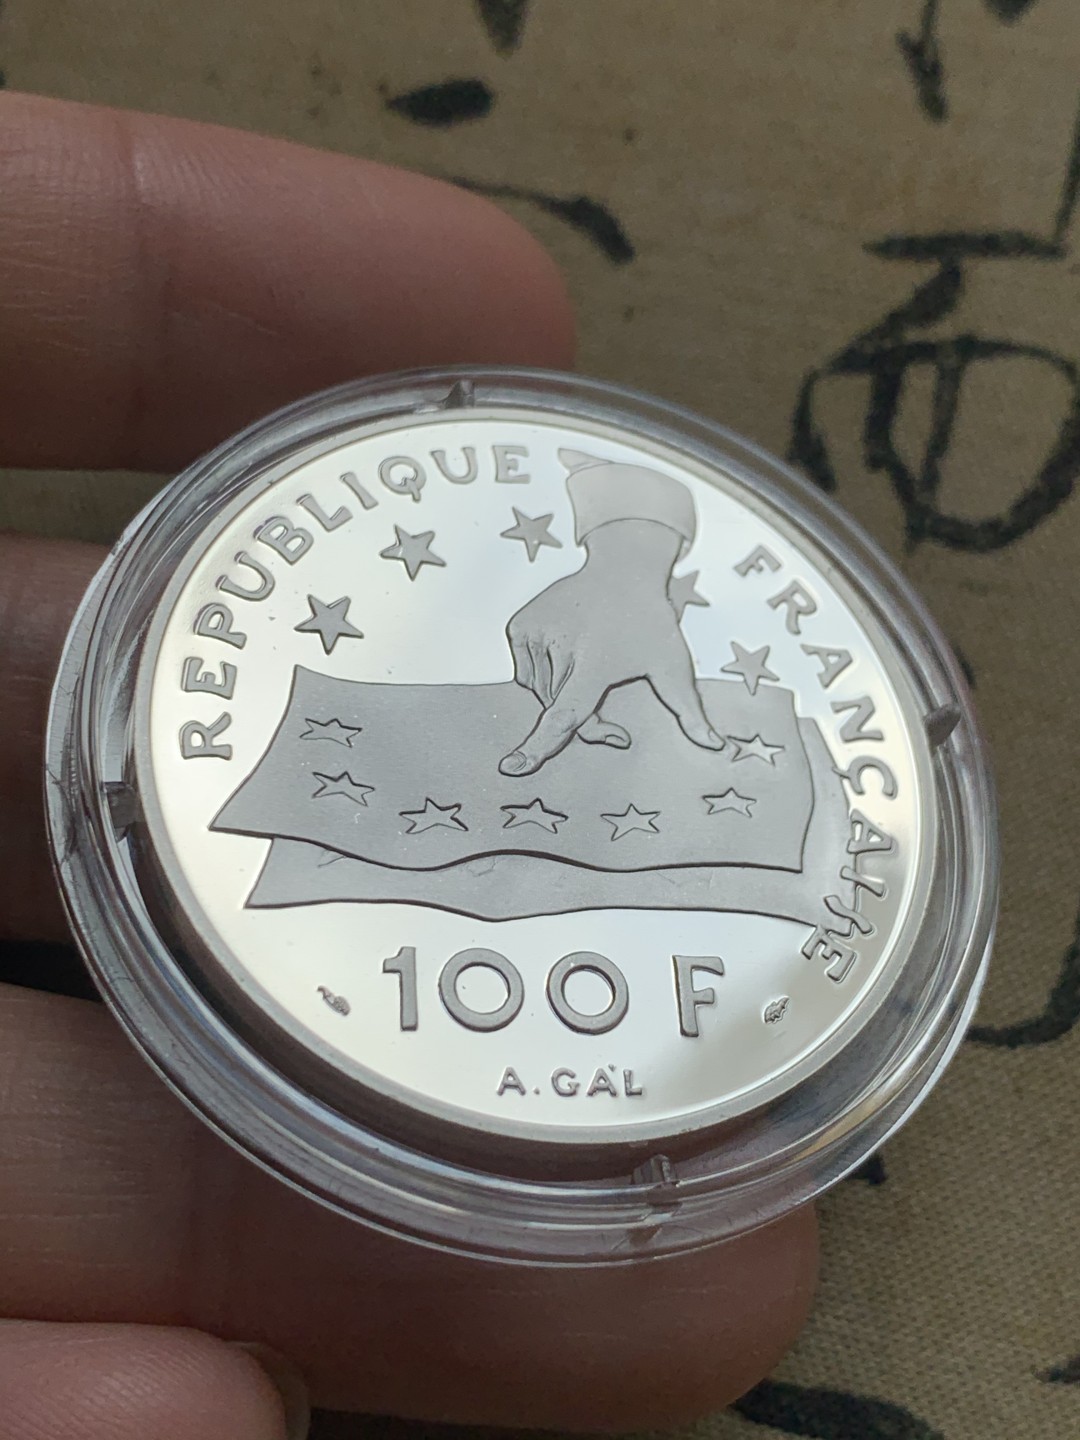 REPUBLIQUE FRANÇAISE
100 F
A. GÁL